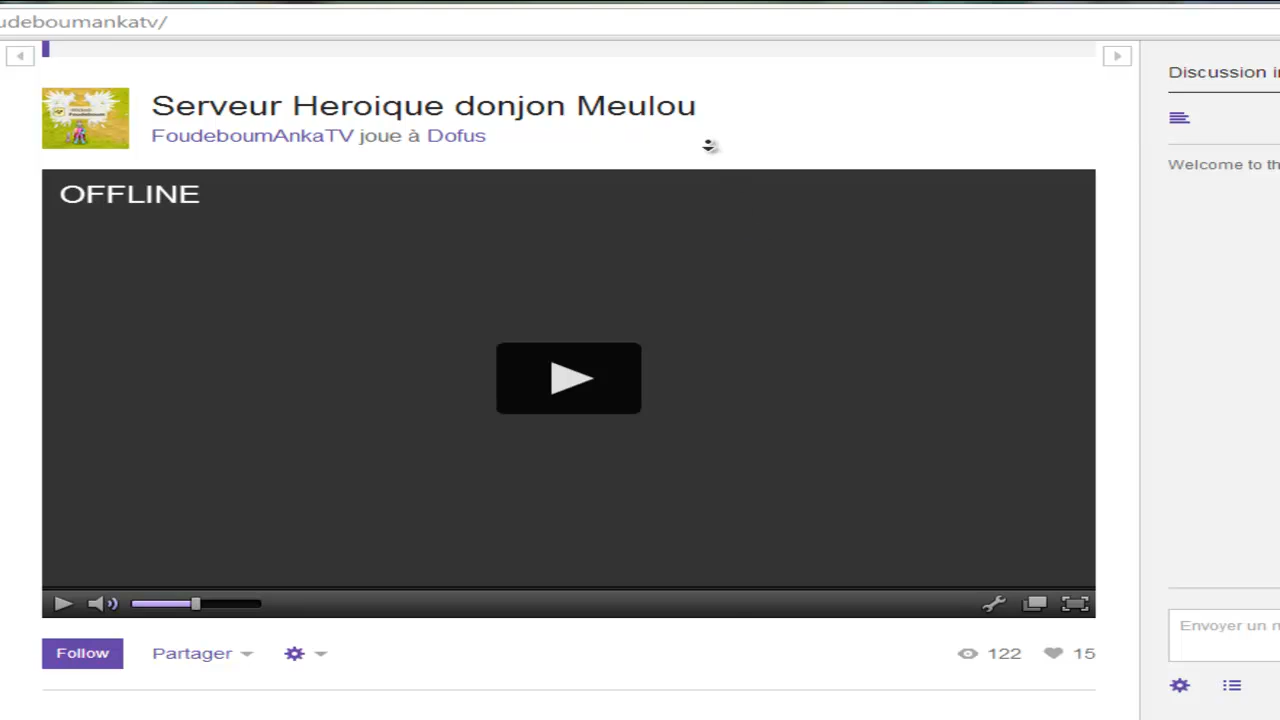 udeboumankatv/
Serveur Heroique donjon Meulou
FoudeboumAnkaTV joue à Dofus
OFFLINE
Follow
Partager
122
15
Discussion i
Welcome to th
Envoyer un